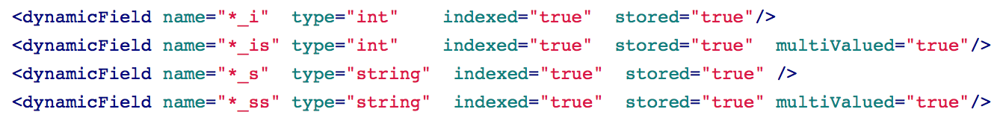 <dynamicField name="*_i"  type="int"    indexed="true"  stored="true"/>
<dynamicField name="*_is" type="int"    indexed="true"  stored="true"  multiValued="true"/>
<dynamicField name="*_s"  type="string"  indexed="true"  stored="true" />
<dynamicField name="*_ss" type="string"  indexed="true"  stored="true" multiValued="true"/>